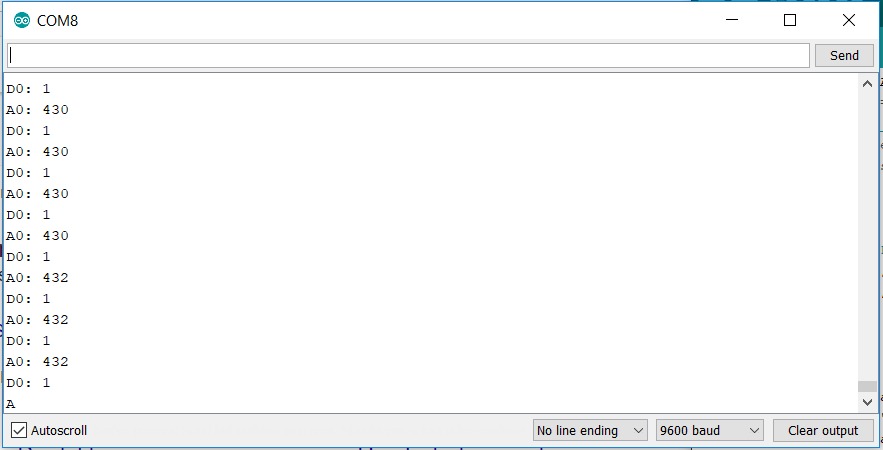 COM8
Send
D0: 1
A0: 430
D0: 1
A0: 430
D0: 1
A0: 430
D0: 1
A0: 430
D0: 1
A0: 432
D0: 1
A0: 432
D0: 1
A0: 432
D0: 1
A
Autoscroll No line ending 9600 baud Clear output